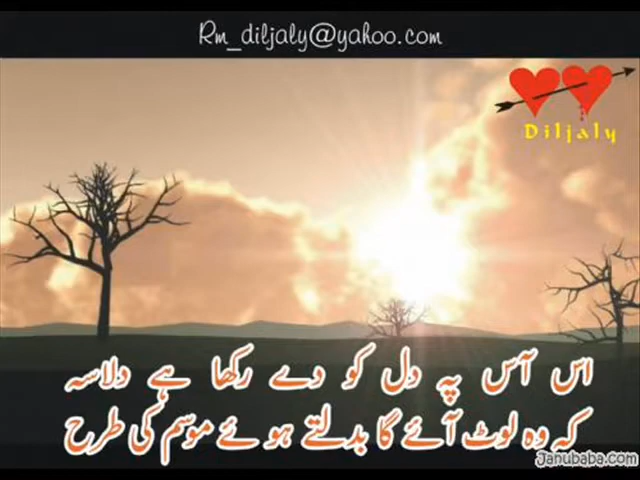 Rm_diljaly@yahoo.com
Diljaly
اس آس پہ دل کو دے رکھا ہے دلاسہ
کہ وہ لوٹ آئے گا بدلتے ہوئے موسم کی طرح
Janubaba.com